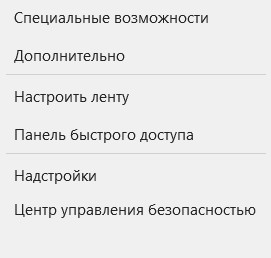 Специальные возможности
Дополнительно
Настроить ленту
Панель быстрого доступа
Надстройки
Центр управления безопасностью